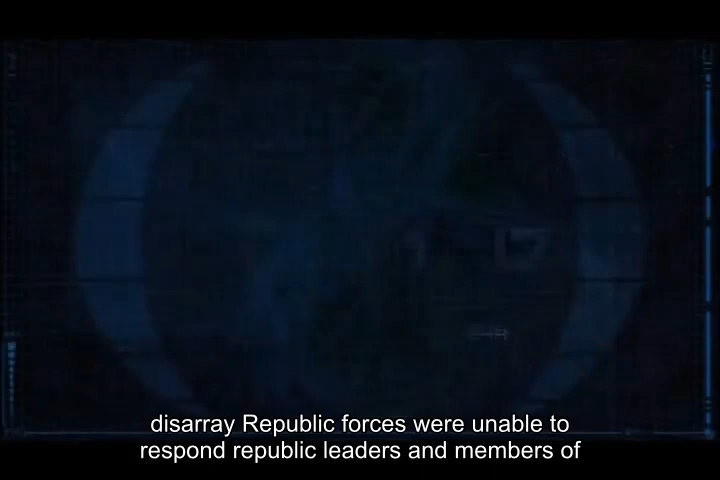 disarray Republic forces were unable to
respond republic leaders and members of